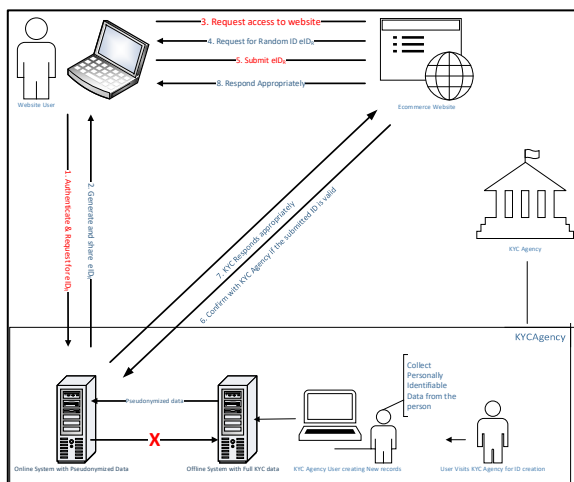 3. Request access to website
4. Request for Random ID eIDᵣ
5. Submit eIDᵣ
8. Respond Appropriately
Website User
Ecommerce Website
1. Authenticate & Request for eIDᵣ
2. Generate and share eIDᵣ
7. KYC Responds appropriately
6. Confirm with KYC Agency if the submitted ID is valid
KYC Agency
KYCAgency
Collect
Personally
Identifiable
Data from the
person
Pseudonymized data
X
Online System with Pseudonymized Data
Offline System with Full KYC data
KYC Agency User creating New records
User Visits KYC Agency for ID creation